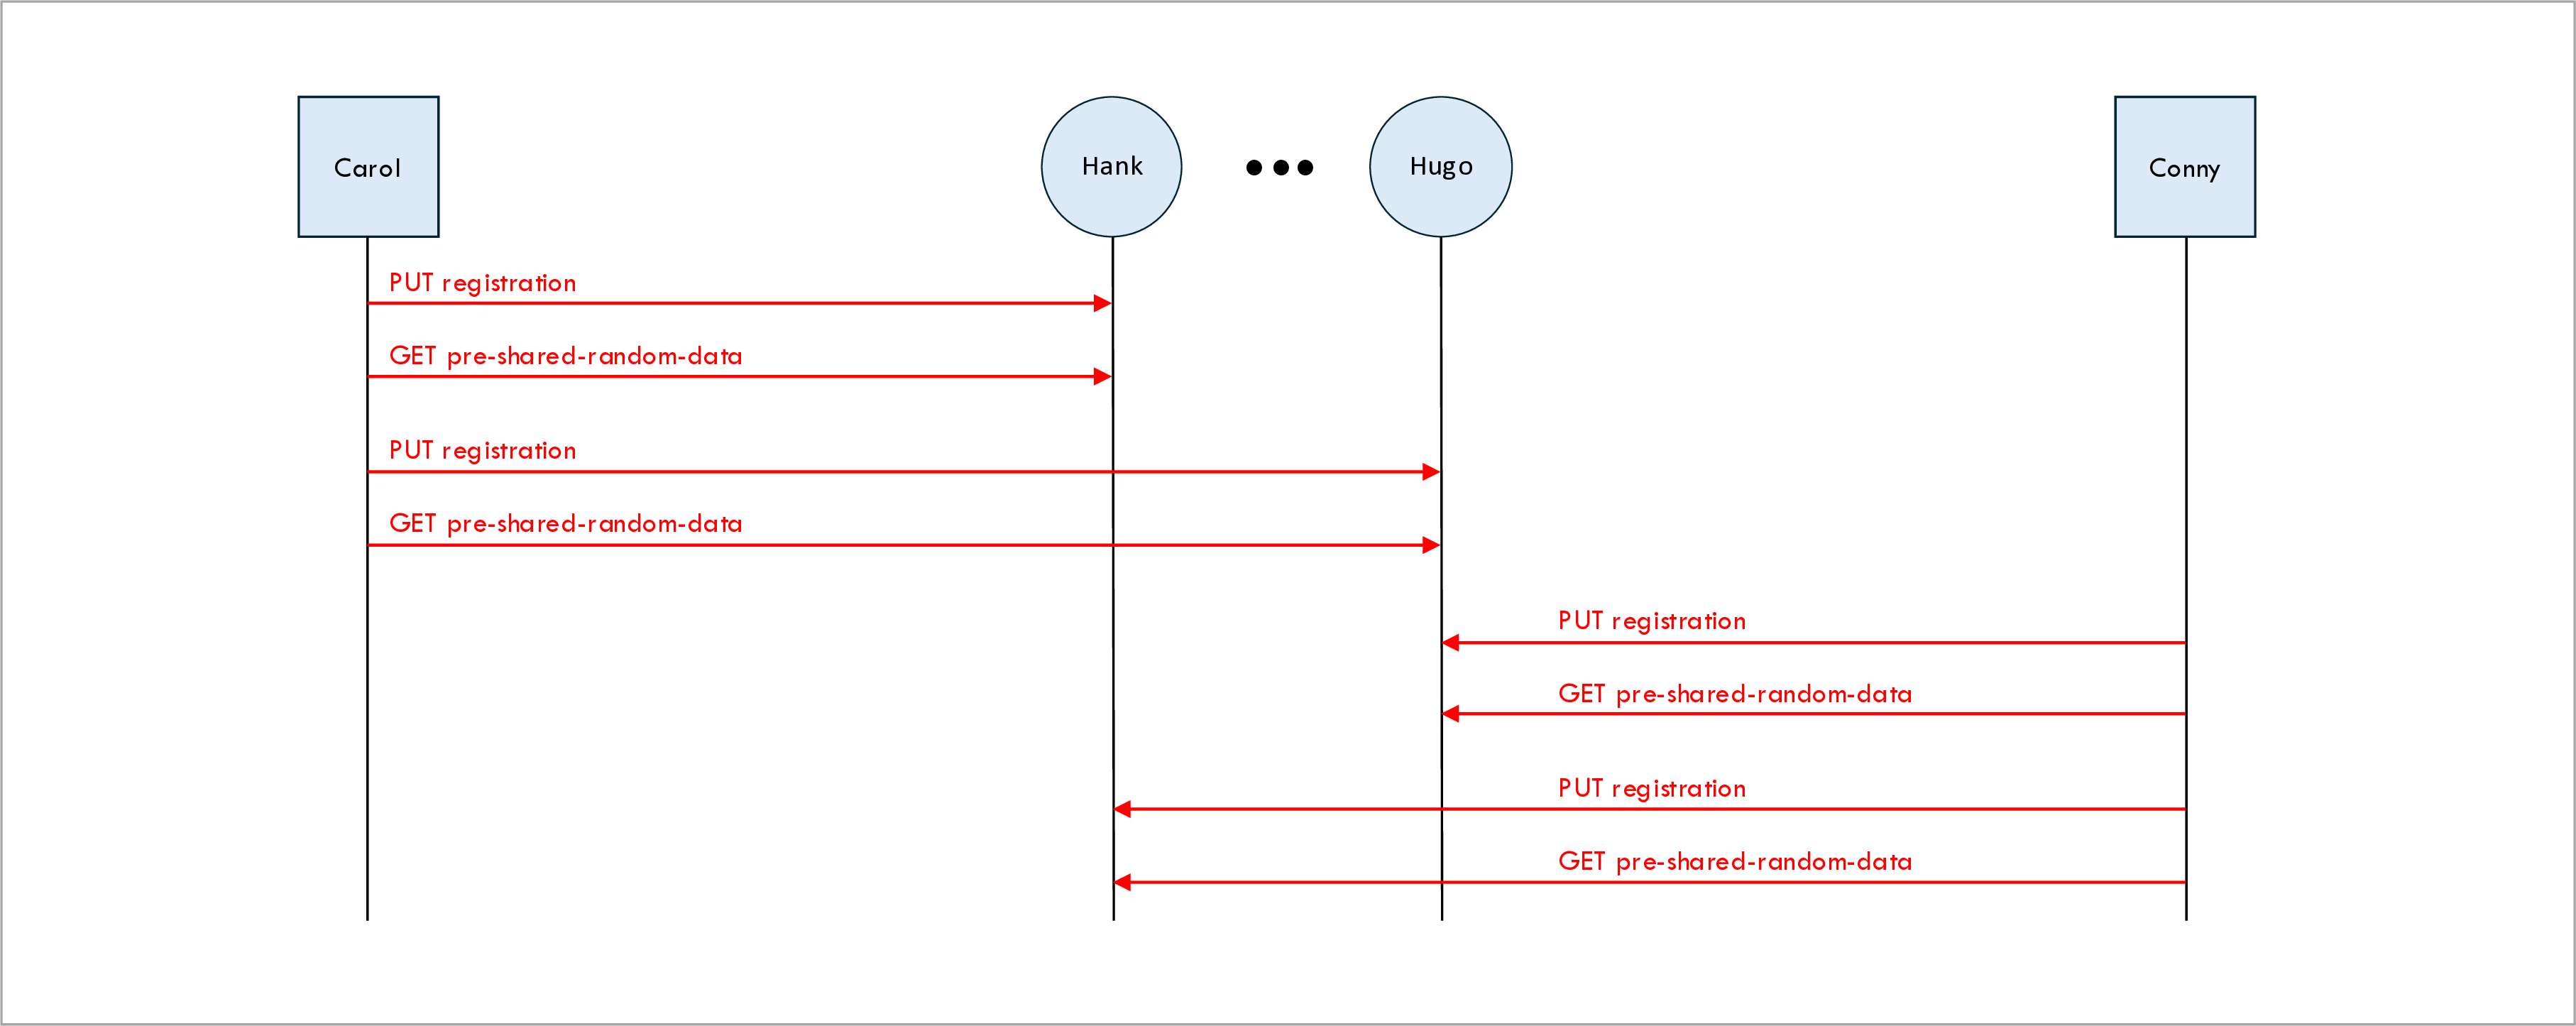 Carol
Hank
Hugo
Conny
PUT registration
GET pre-shared-random-data
PUT registration
GET pre-shared-random-data
PUT registration
GET pre-shared-random-data
PUT registration
GET pre-shared-random-data